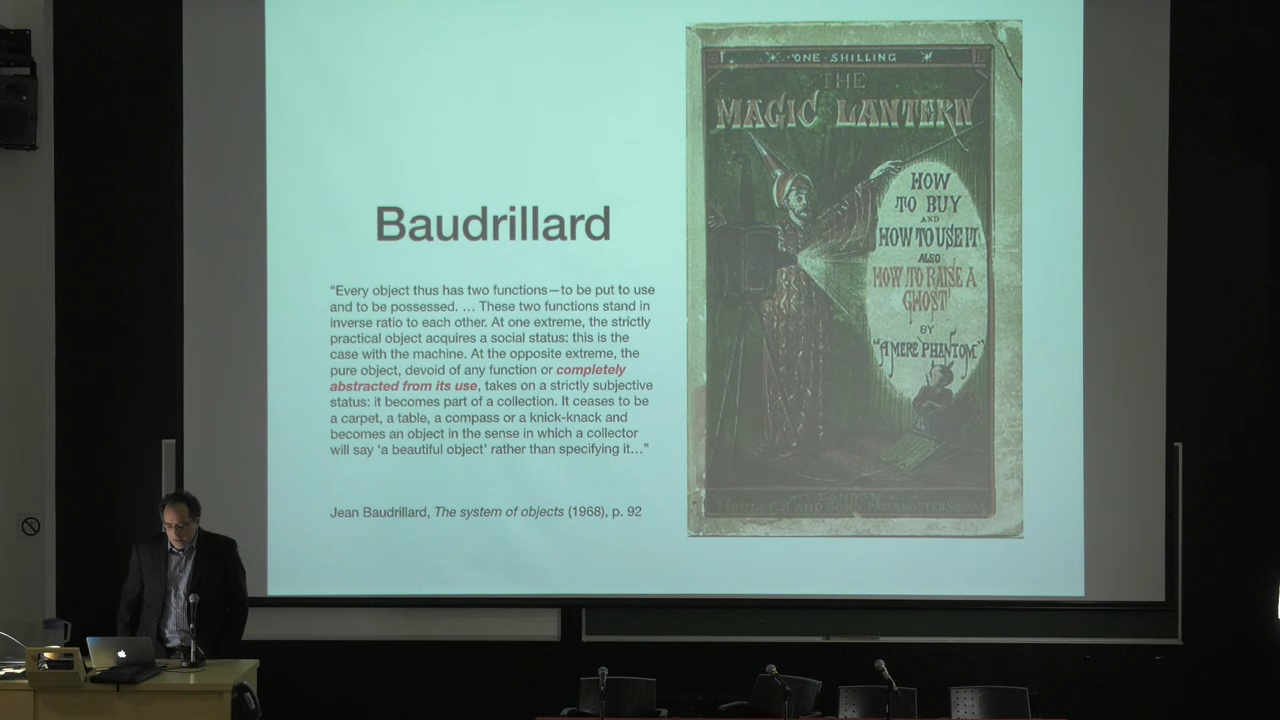 Baudrillard
“Every object thus has two functions—to be put to use
and to be possessed. … These two functions stand in
inverse ratio to each other. At one extreme, the strictly
practical object acquires a social status: this is the
case with the machine. At the opposite extreme, the
pure object, devoid of any function or completely
abstracted from its use, takes on a strictly subjective
status: it becomes part of a collection. It ceases to be
a carpet, a table, a compass or a knick-knack and
becomes an object in the sense in which a collector
will say ‘a beautiful object’ rather than specifying it…”
Jean Baudrillard, The system of objects (1968), p. 92
ONE SHILLING
THE
MAGIC LANTERN
HOW
TO BUY
AND
HOW TO USE IT
ALSO
HOW TO RAISE A
GHOST
BY
"A MERE PHANTOM"
LONDON